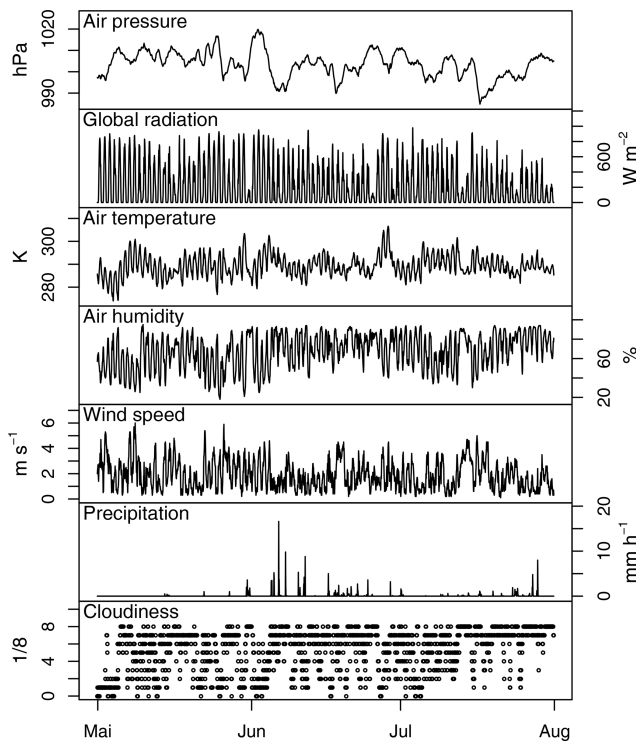 Air pressure
hPa
1020
990
Global radiation
W m⁻²
600
0
Air temperature
K
300
280
Air humidity
%
60
20
Wind speed
m s⁻¹
6
4
2
0
Precipitation
mm h⁻¹
20
10
0
Cloudiness
1/8
8
4
0
Mai Jun Jul Aug